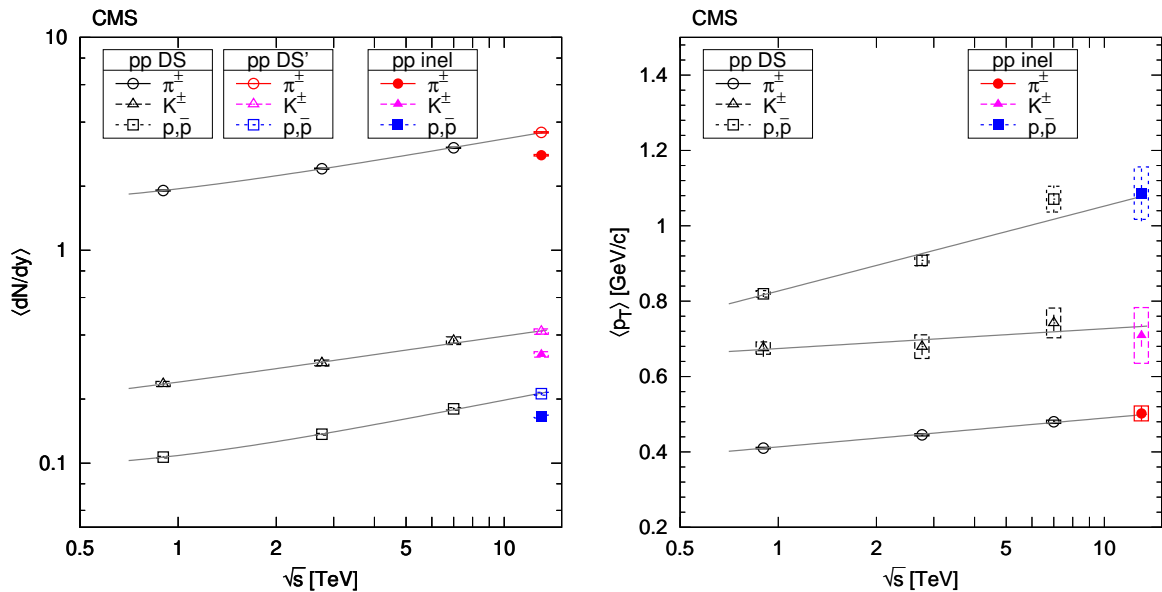 CMS
10
pp DS
pp DS'
pp inel
π±
π±
π±
K±
K±
K±
p,p̅
p,p̅
p,p̅
1
0.1
⟨dN/dy⟩
0.5
1
2
5
10
√s [TeV]
CMS
1.4
pp DS
pp inel
π±
π±
K±
K±
p,p̅
p,p̅
1.2
1
0.8
0.6
0.4
0.2
⟨pT⟩ [GeV/c]
0.5
1
2
5
10
√s [TeV]